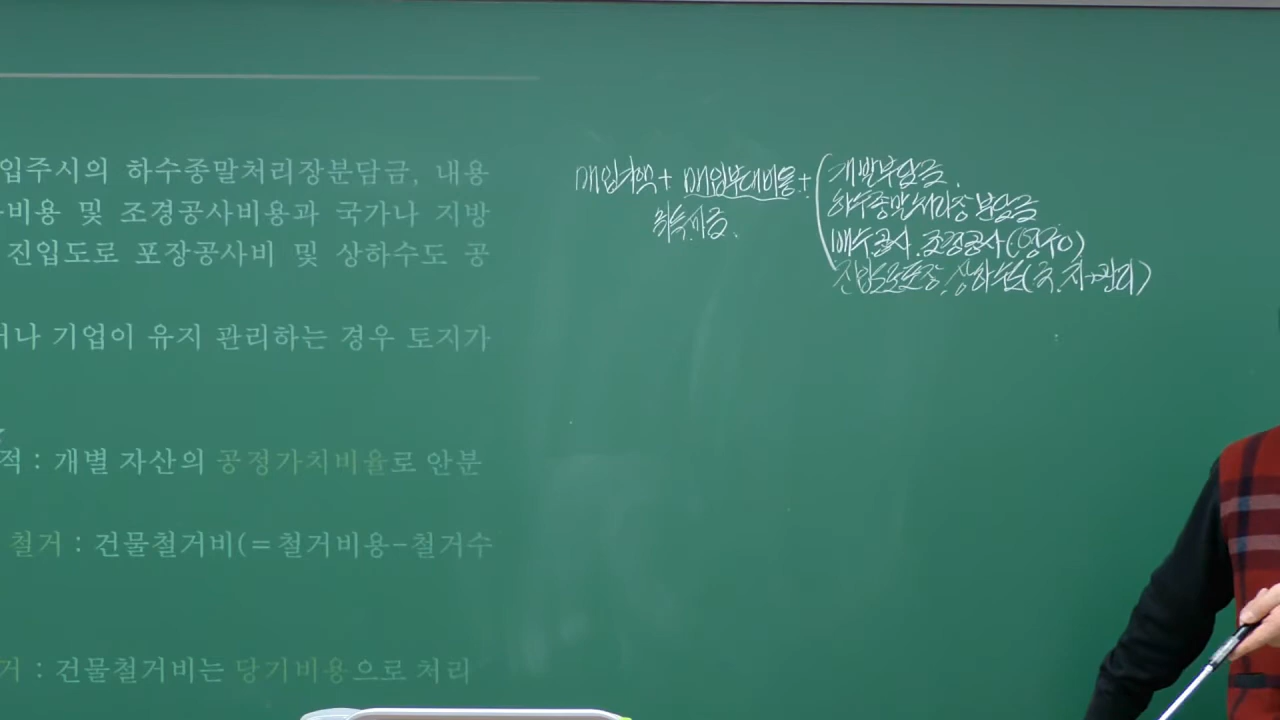 입주시의 하수종말처리장분담금, 내용
비용 및 조경공사비용과 국가나 지방
진입도로 포장공사비 및 상하수도 공
거나 기업이 유지 관리하는 경우 토지가
적 : 개별 자산의 공정가치비율로 안분
철거 : 건물철거비(=철거비용-철거수
거 : 건물철거비는 당기비용으로 처리
매입가액 + 매입부대비용 + 개발부담금.
취득세금.
하수종말처리장 분담금
배수공사. 조경공사(영구O)
진입도로포장, 상하수도(국.지→관리)